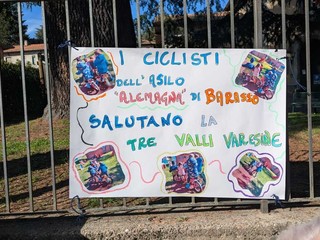 I CICLISTI
DELL'ASILO
"ALEMAGNA" DI BARASSO
SALUTANO LA
TRE VALLI VARESINE